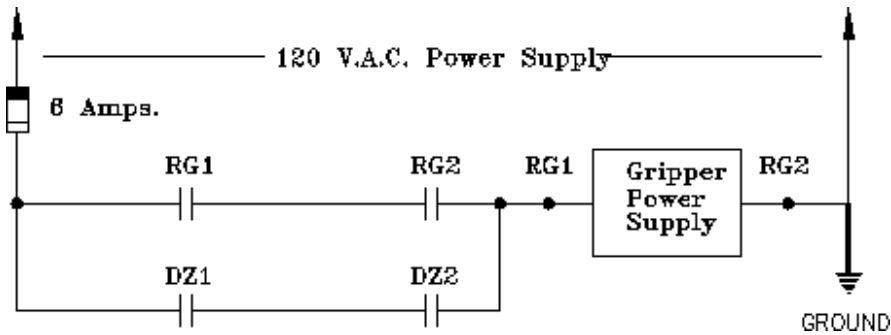 120 V.A.C. Power Supply
6 Amps.
RG1
RG2
RG1
Gripper
Power
Supply
RG2
DZ1
DZ2
GROUND